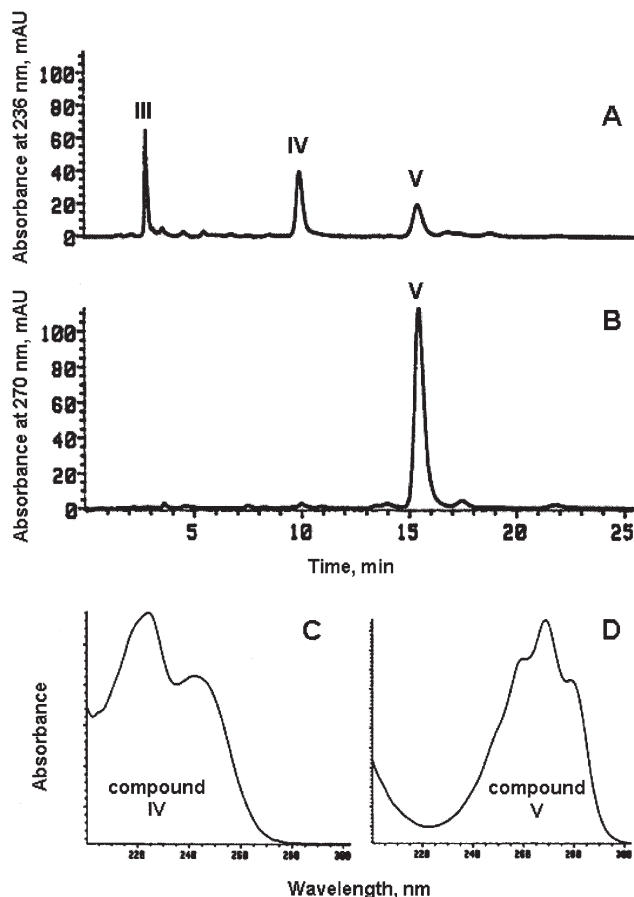 Absorbance at 236 nm, mAU
100
80
60
40
20
0
III
IV
V
A
Absorbance at 270 nm, mAU
100
80
60
40
20
0
V
B
5 10 15 20 25
Time, min
Absorbance
C
compound
IV
220 240 260 280 300
D
compound
V
220 240 260 280 300
Wavelength, nm